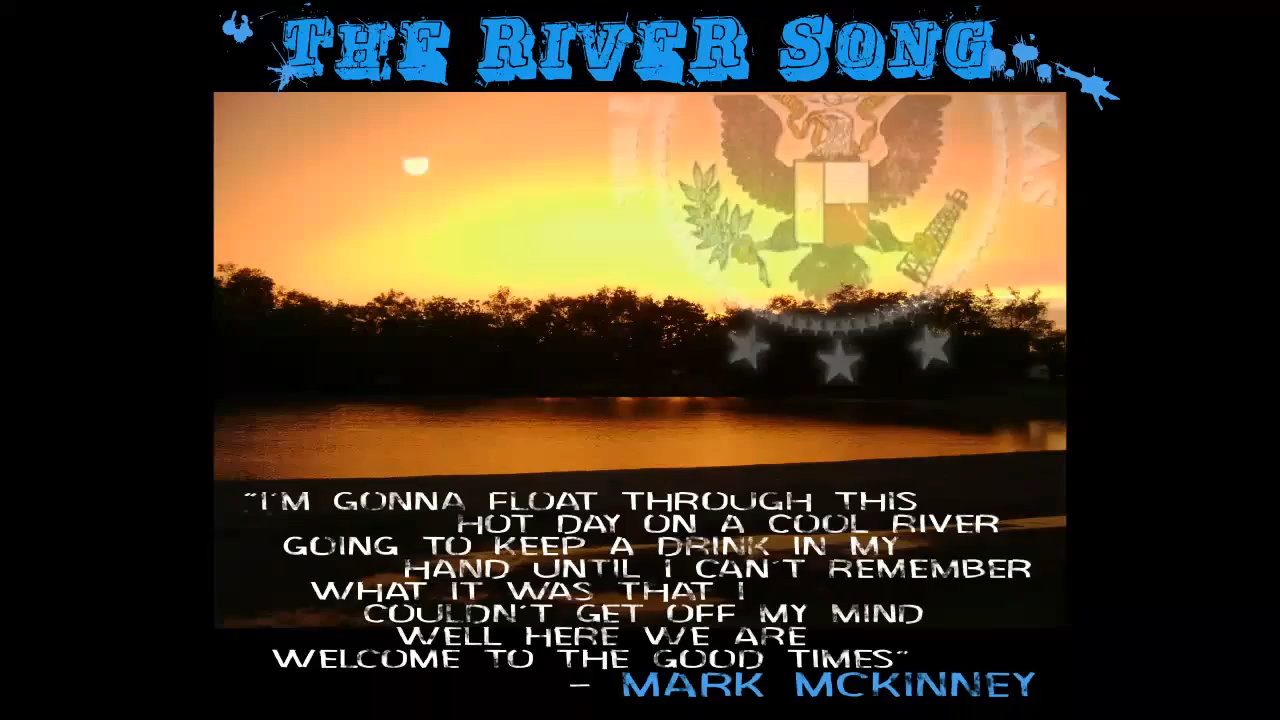 “ The River Song...
XAS
"I'M GONNA FLOAT THROUGH THIS
HOT DAY ON A COOL RIVER
GOING TO KEEP A DRINK IN MY
HAND UNTIL I CAN'T REMEMBER
WHAT IT WAS THAT I
COULDN'T GET OFF MY MIND
WELL HERE WE ARE
WELCOME TO THE GOOD TIMES"
- MARK MCKINNEY